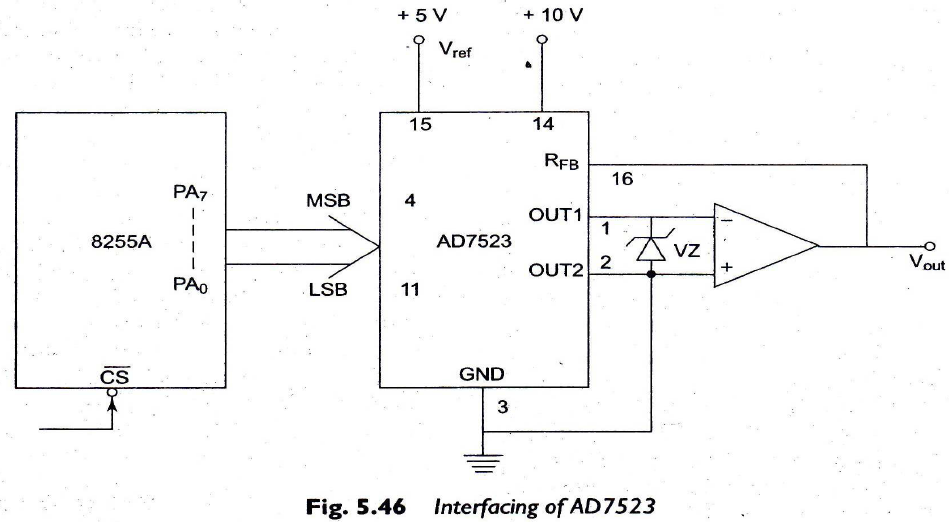 + 5 V
+ 10 V
Vref
15
14
RFB
16
PA7
MSB
4
OUT1
1
8255A
AD7523
VZ
−
+
OUT2
2
Vout
PA0
LSB
11
CS
GND
3
Fig. 5.46 Interfacing of AD7523